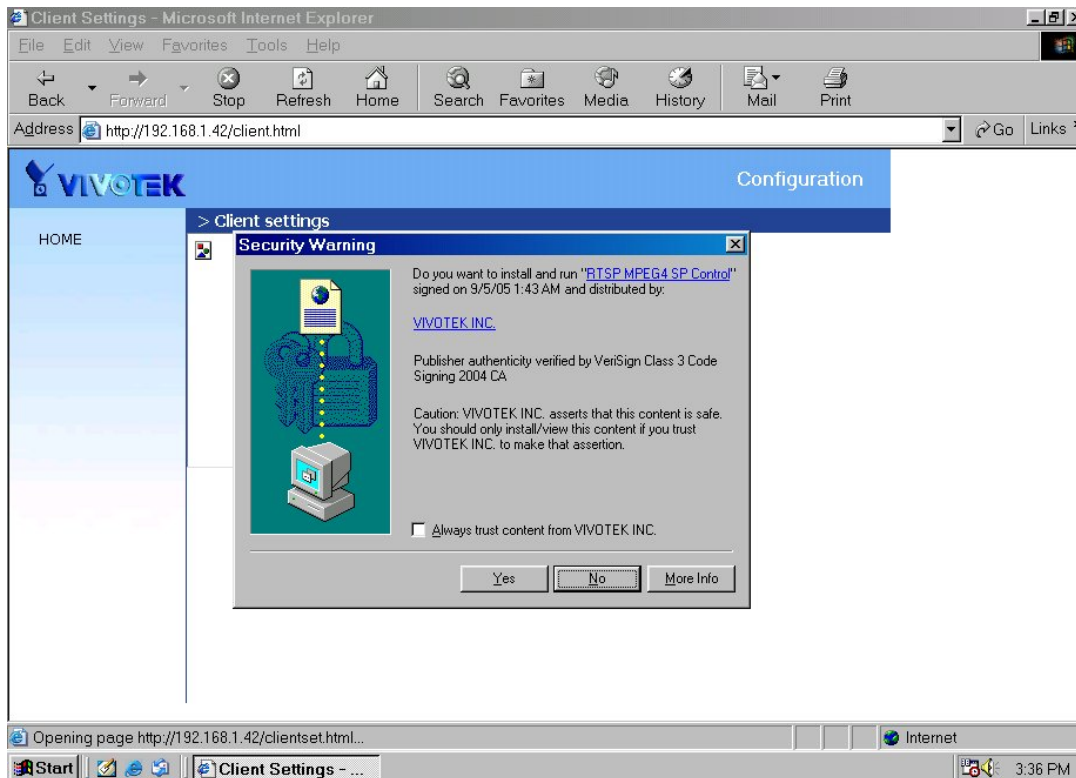 Client Settings - Microsoft Internet Explorer
File Edit View Favorites Tools Help
Back Forward Stop Refresh Home Search Favorites Media History Mail Print
Address http://192.168.1.42/client.html Go Links
VIVOTEK
Configuration
HOME
> Client settings
Security Warning
Do you want to install and run "RTSP MPEG4 SP Control"
signed on 9/5/05 1:43 AM and distributed by:
VIVOTEK INC.
Publisher authenticity verified by VeriSign Class 3 Code
Signing 2004 CA
Caution: VIVOTEK INC. asserts that this content is safe.
You should only install/view this content if you trust
VIVOTEK INC. to make that assertion.
Always trust content from VIVOTEK INC.
Yes No More Info
Opening page http://192.168.1.42/clientset.html...
Internet
Start Client Settings - ... 3:36 PM